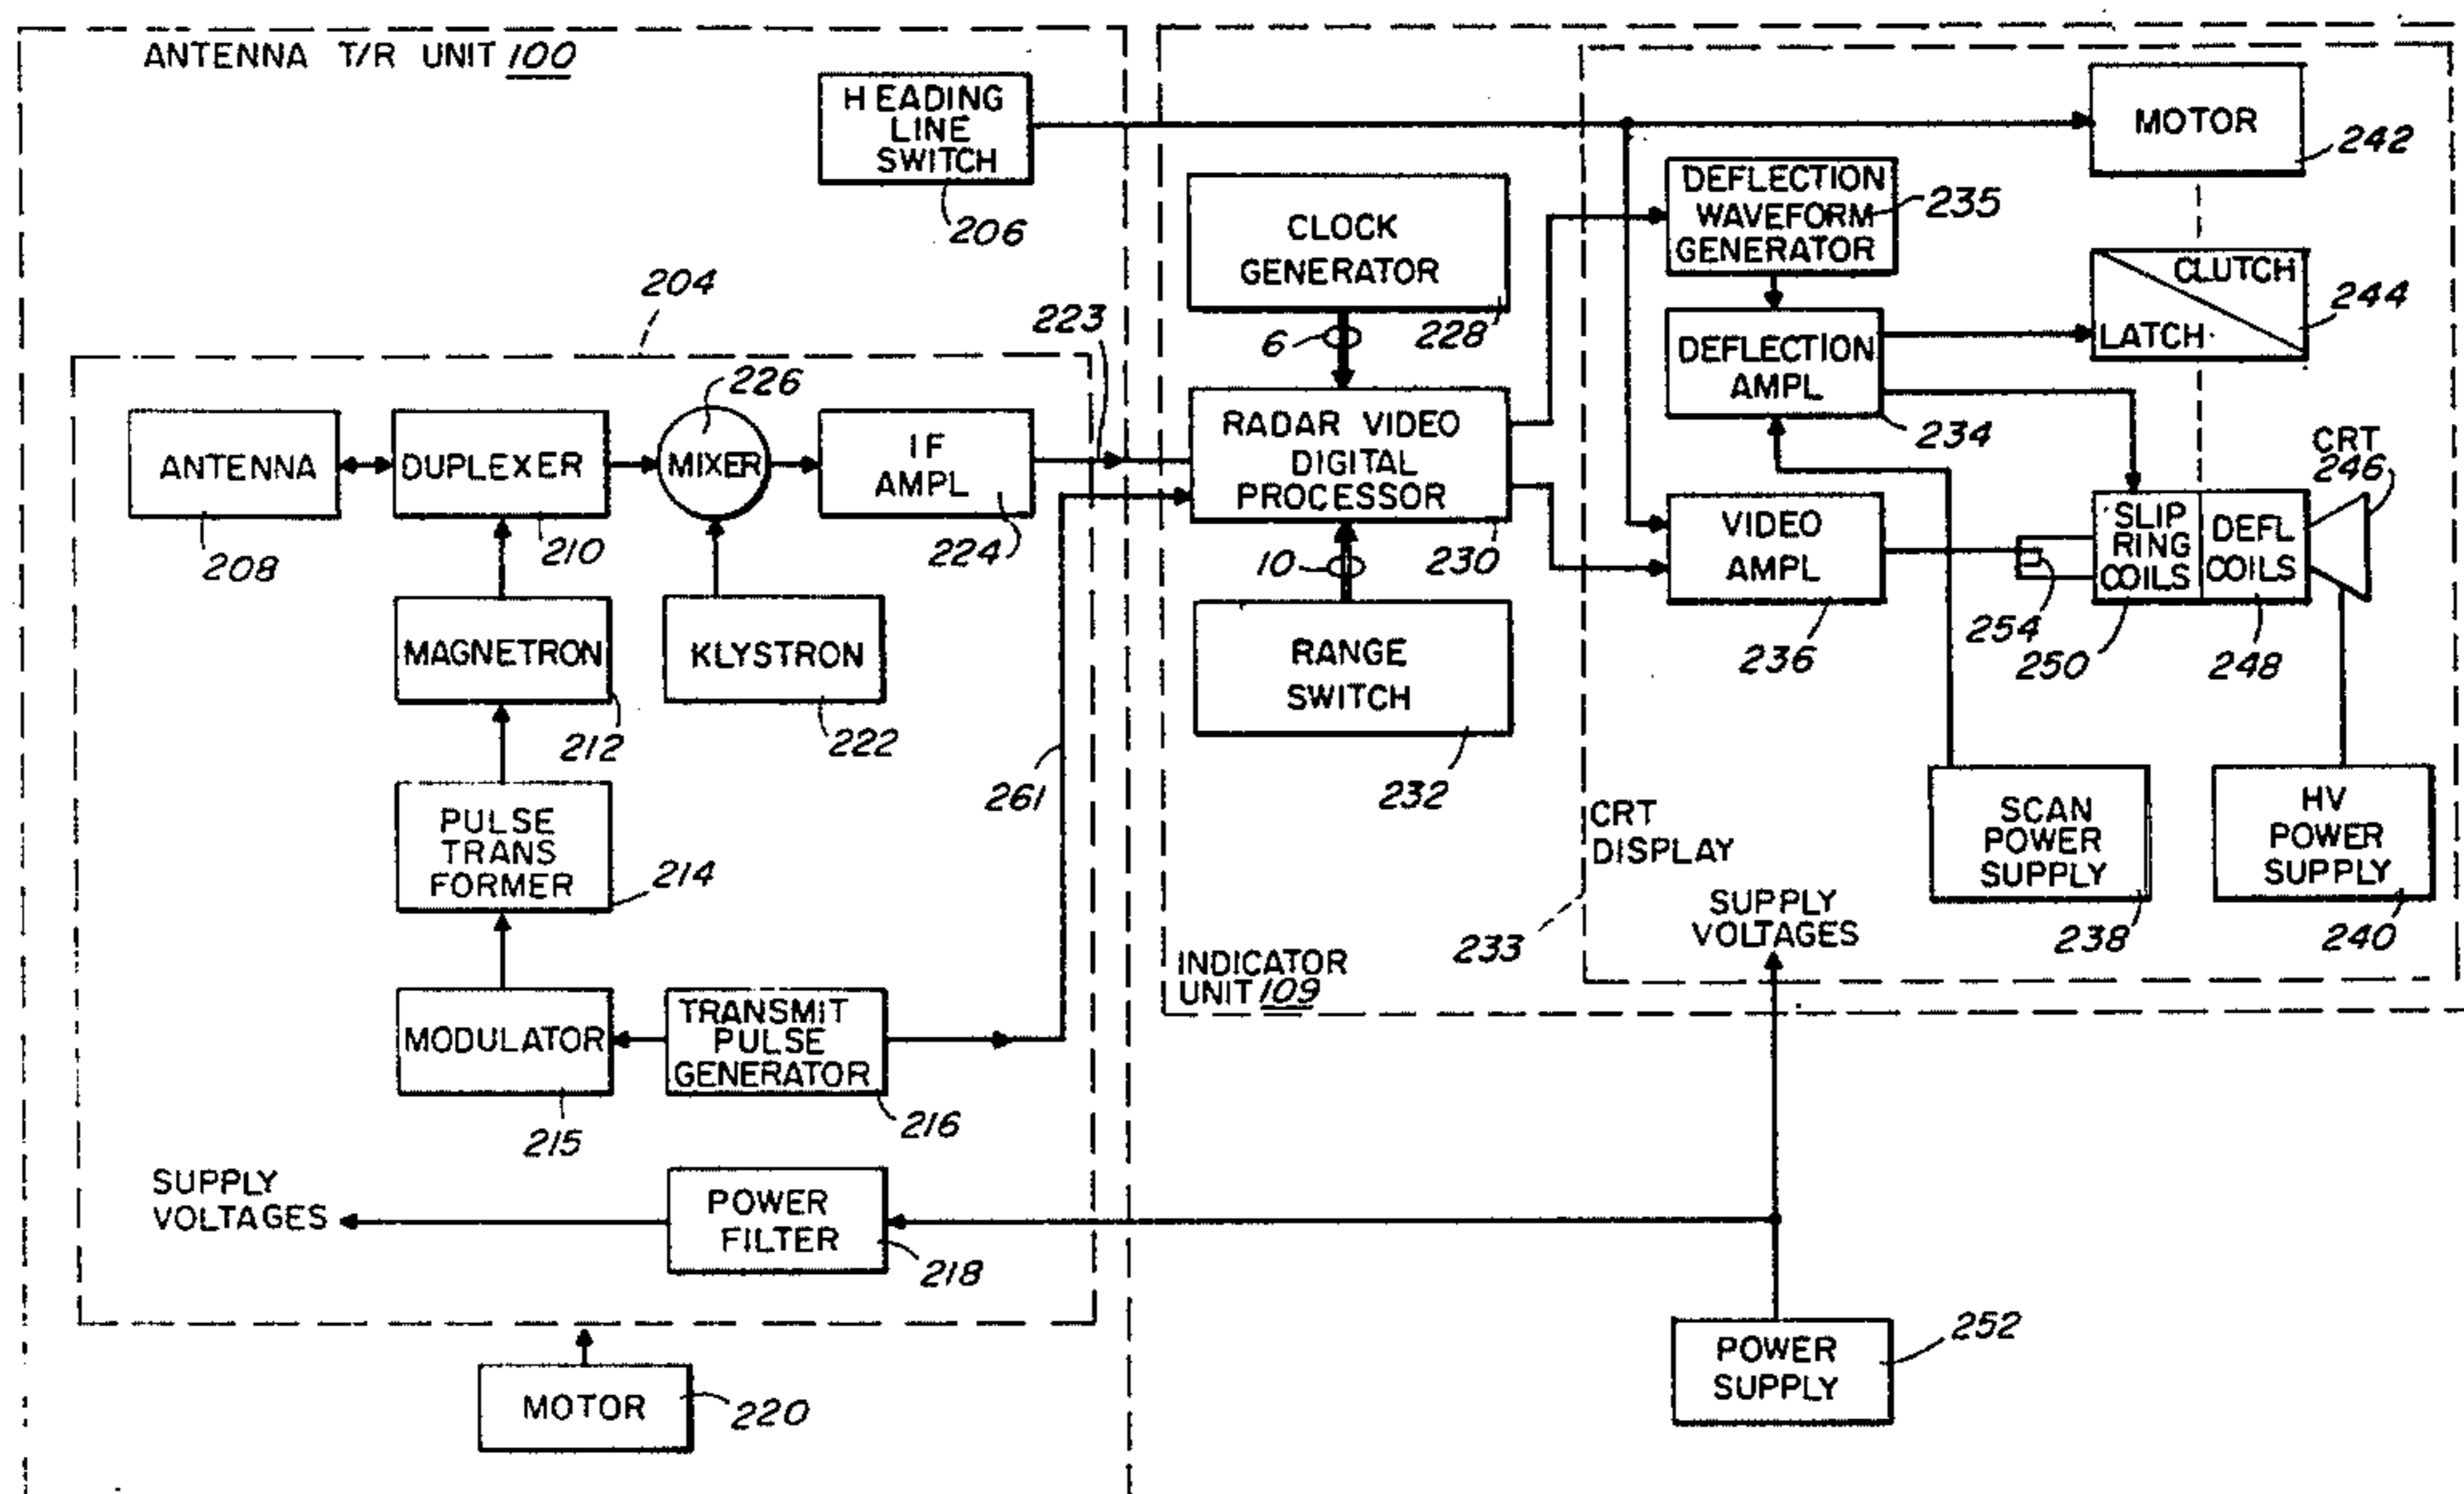 ANTENNA T/R UNIT 100
HEADING
LINE
SWITCH
206
MOTOR
242
DEFLECTION
WAVEFORM
GENERATOR
235
CLOCK
GENERATOR
228
6
CLUTCH
LATCH
244
204
223
226
ANTENNA
208
DUPLEXER
210
MIXER
IF
AMPL
224
RADAR VIDEO
DIGITAL
PROCESSOR
230
DEFLECTION
AMPL
234
CRT
246
VIDEO
AMPL
236
254
SLIP
RING
COILS
250
DEFL
COILS
248
10
RANGE
SWITCH
232
MAGNETRON
212
KLYSTRON
222
261
PULSE
TRANS
FORMER
214
CRT
DISPLAY
233
SCAN
POWER
SUPPLY
238
HV
POWER
SUPPLY
240
SUPPLY
VOLTAGES
INDICATOR
UNIT 109
MODULATOR
215
TRANSMIT
PULSE
GENERATOR
216
SUPPLY
VOLTAGES
POWER
FILTER
218
MOTOR
220
POWER
SUPPLY
252